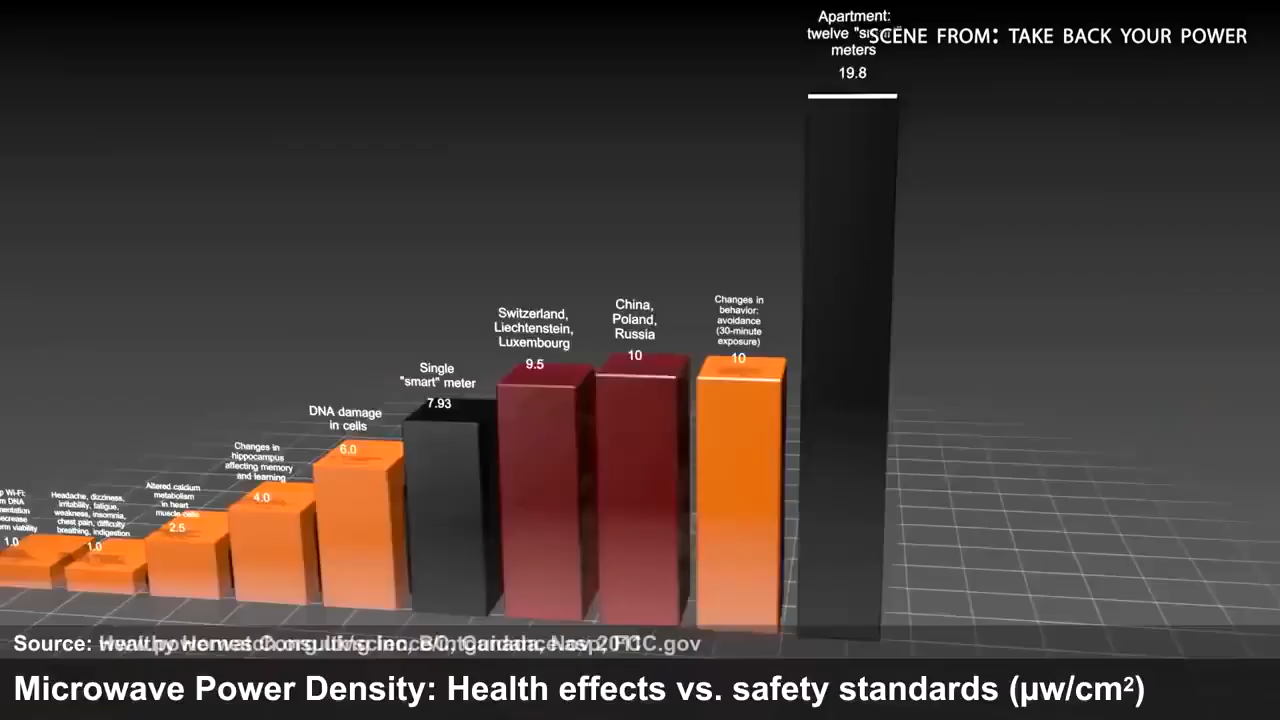 SCENE FROM: TAKE BACK YOUR POWER
Apartment:
twelve "smart"
meters
19.8
Changes in
behavior:
avoidance
(30-minute
exposure)
10
China,
Poland,
Russia
10
Switzerland,
Liechtenstein,
Luxembourg
9.5
Single
"smart" meter
7.93
DNA damage
in cells
6.0
Changes in
hippocampus
affecting memory
and learning
4.0
Altered calcium
metabolism
in heart
muscle cells
2.5
Headache, dizziness,
irritability, fatigue,
weakness, insomnia,
chest pain, difficulty
breathing, indigestion
1.0
Wi-Fi:
DNA
1.0
Source:
Microwave Power Density: Health effects vs. safety standards (µw/cm²)